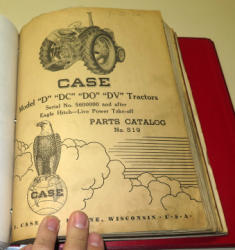 CASE
Model "D" "DC" "DO" "DV" Tractors
Serial No. 5600000 and after
Eagle Hitch—Live Power Take-off
PARTS CATALOG
No. 519
CASE
I. CASE CO., RACINE, WISCONSIN - U·S·A·